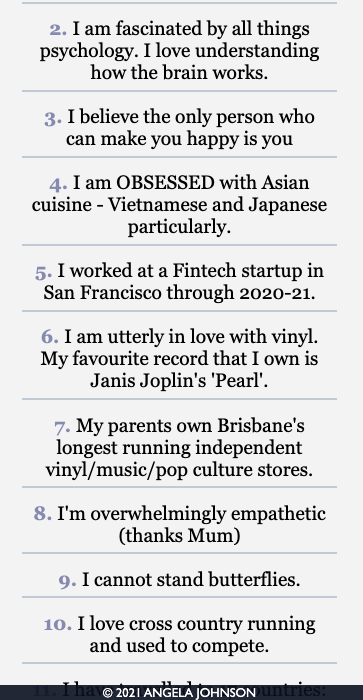 2. I am fascinated by all things
psychology. I love understanding
how the brain works.
3. I believe the only person who
can make you happy is you
4. I am OBSESSED with Asian
cuisine - Vietnamese and Japanese
particularly.
5. I worked at a Fintech startup in
San Francisco through 2020-21.
6. I am utterly in love with vinyl.
My favourite record that I own is
Janis Joplin's 'Pearl'.
7. My parents own Brisbane's
longest running independent
vinyl/music/pop culture stores.
8. I'm overwhelmingly empathetic
(thanks Mum)
9. I cannot stand butterflies.
10. I love cross country running
and used to compete.
11. I
© 2021 ANGELA JOHNSON